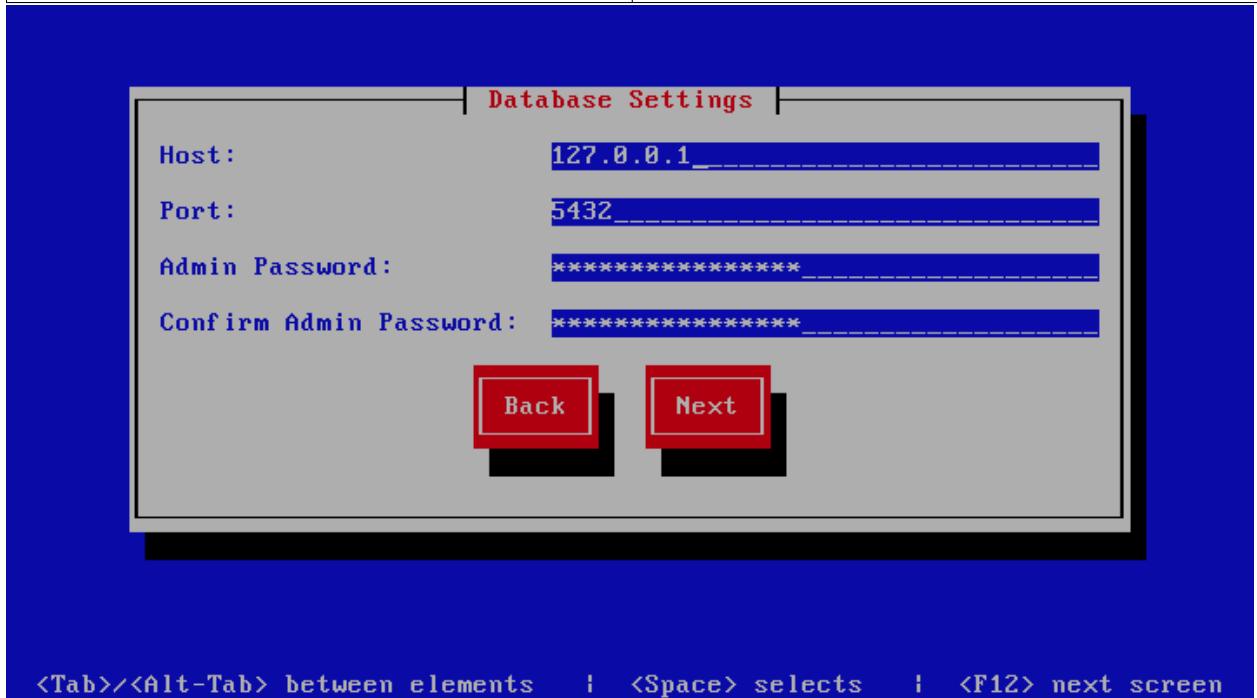 Database Settings
Host: 127.0.0.1_
Port: 5432
Admin Password: ****************
Confirm Admin Password: ****************
Back Next
<Tab>/<Alt-Tab> between elements | <Space> selects | <F12> next screen